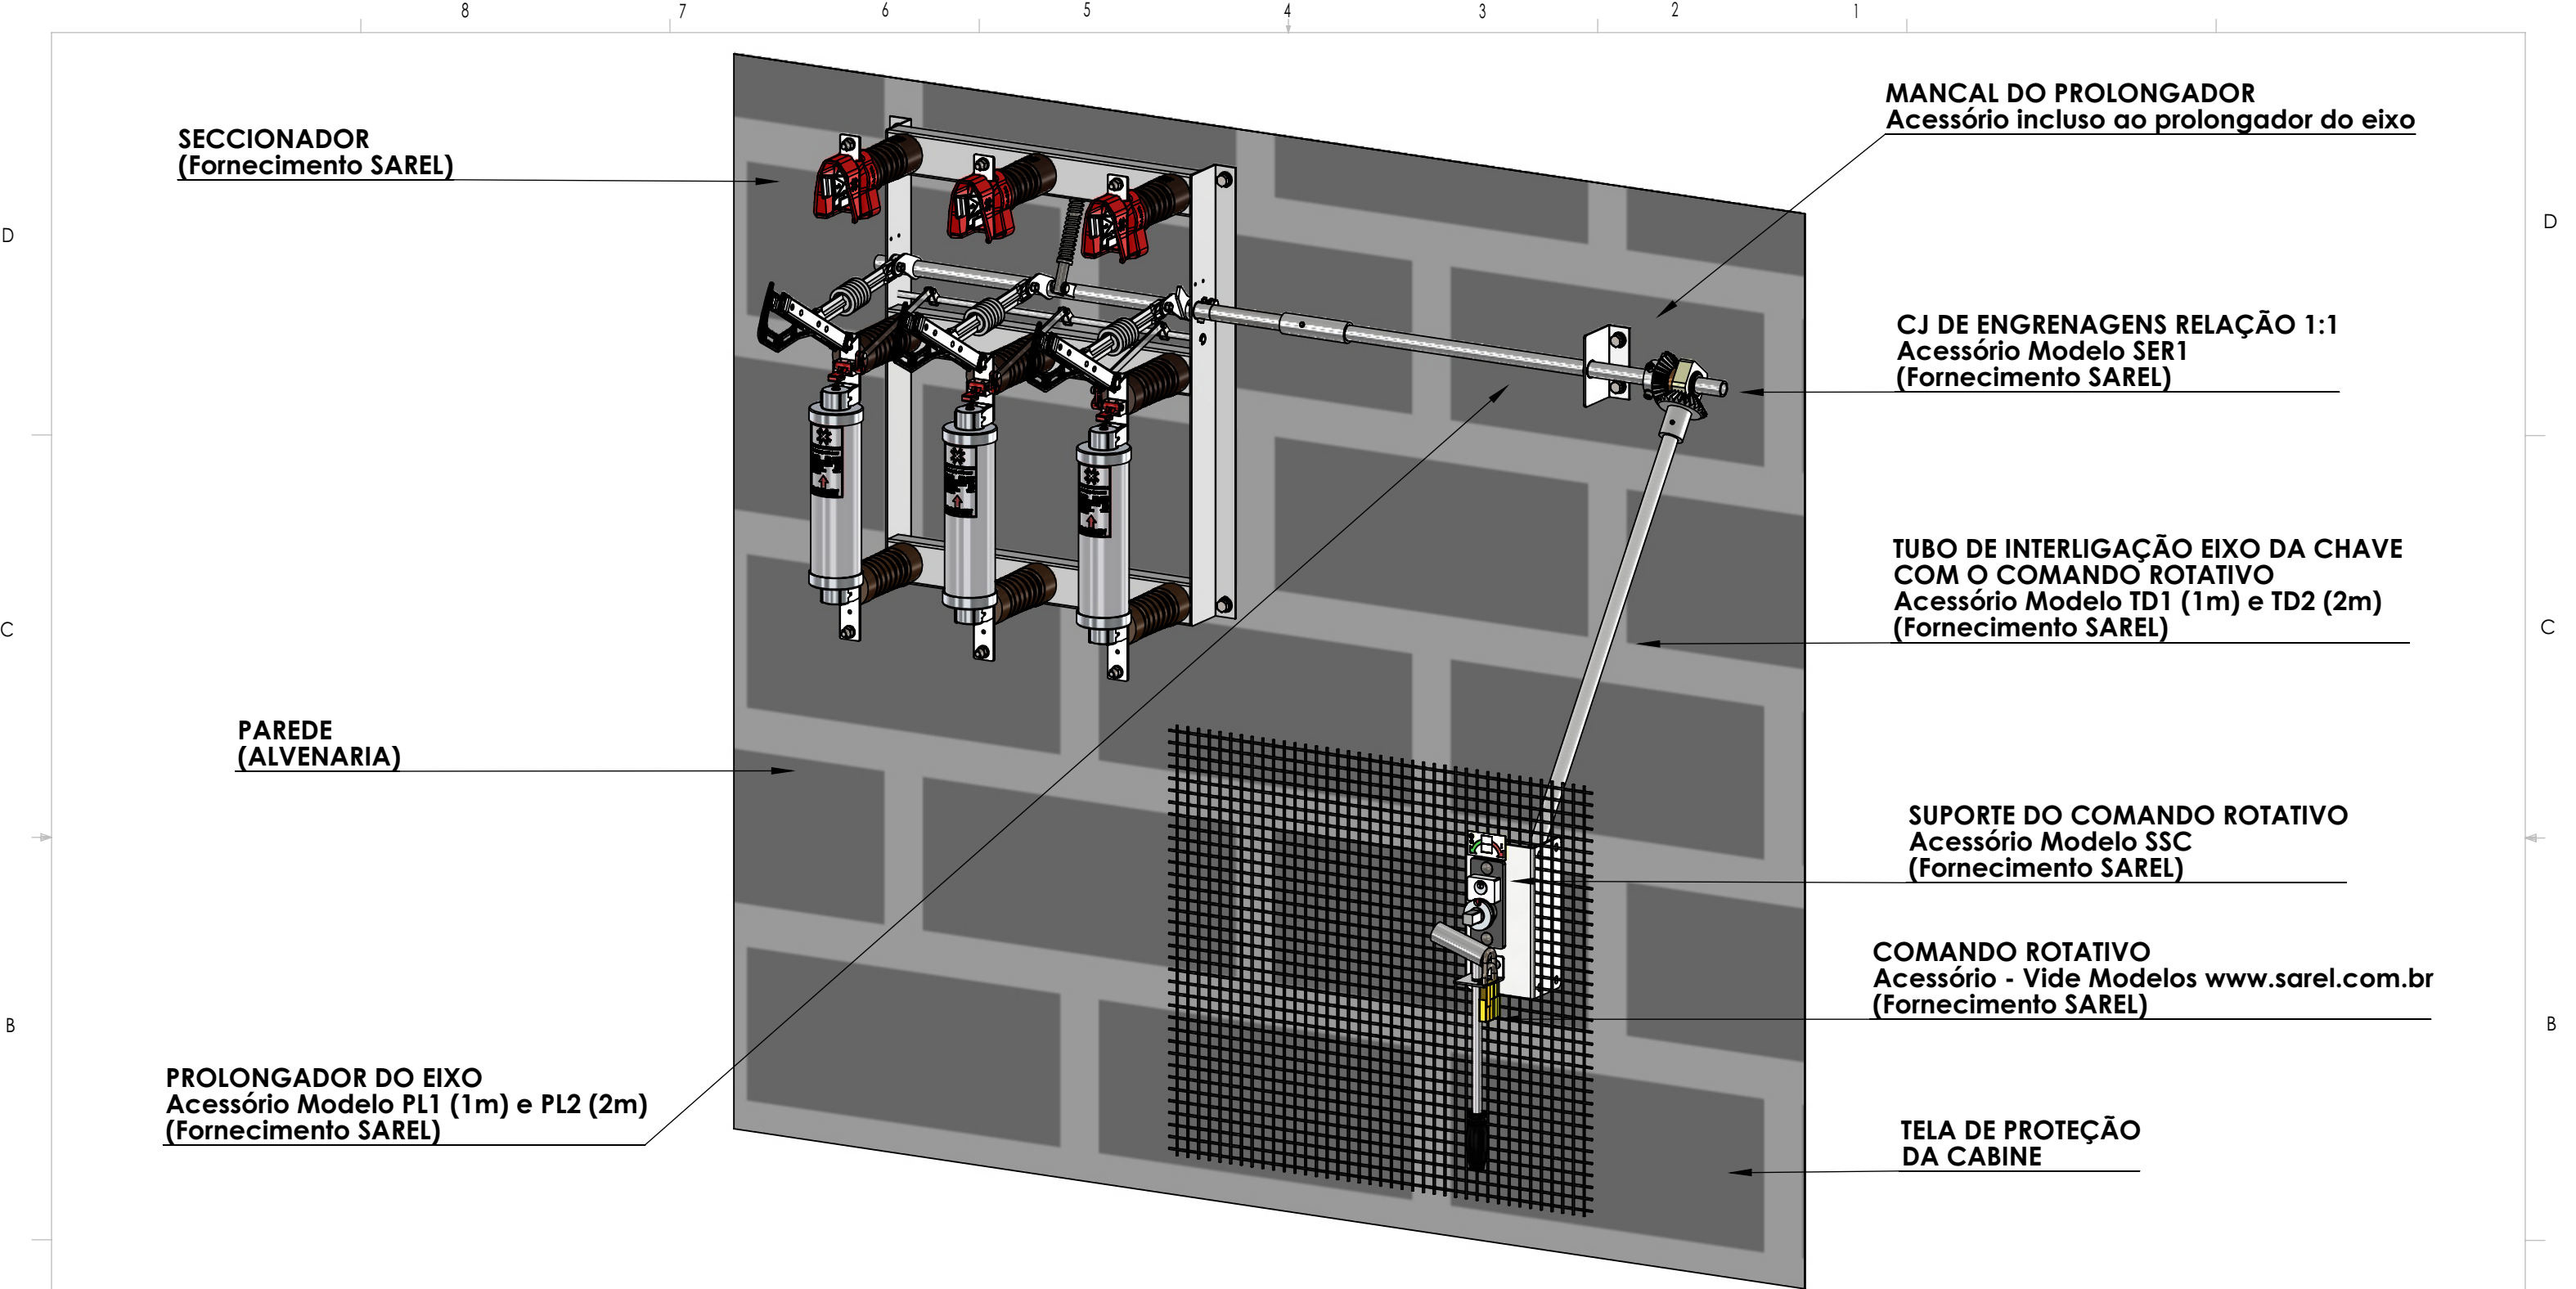 8 7 6 5 4 3 2 1
SECCIONADOR
(Fornecimento SAREL)
MANCAL DO PROLONGADOR
Acessório incluso ao prolongador do eixo
D D
CJ DE ENGRENAGENS RELAÇÃO 1:1
Acessório Modelo SER1
(Fornecimento SAREL)
TUBO DE INTERLIGAÇÃO EIXO DA CHAVE
COM O COMANDO ROTATIVO
Acessório Modelo TD1 (1m) e TD2 (2m)
(Fornecimento SAREL)
C C
PAREDE
(ALVENARIA)
SUPORTE DO COMANDO ROTATIVO
Acessório Modelo SSC
(Fornecimento SAREL)
COMANDO ROTATIVO
Acessório - Vide Modelos www.sarel.com.br
(Fornecimento SAREL)
B B
PROLONGADOR DO EIXO
Acessório Modelo PL1 (1m) e PL2 (2m)
(Fornecimento SAREL)
TELA DE PROTEÇÃO
DA CABINE